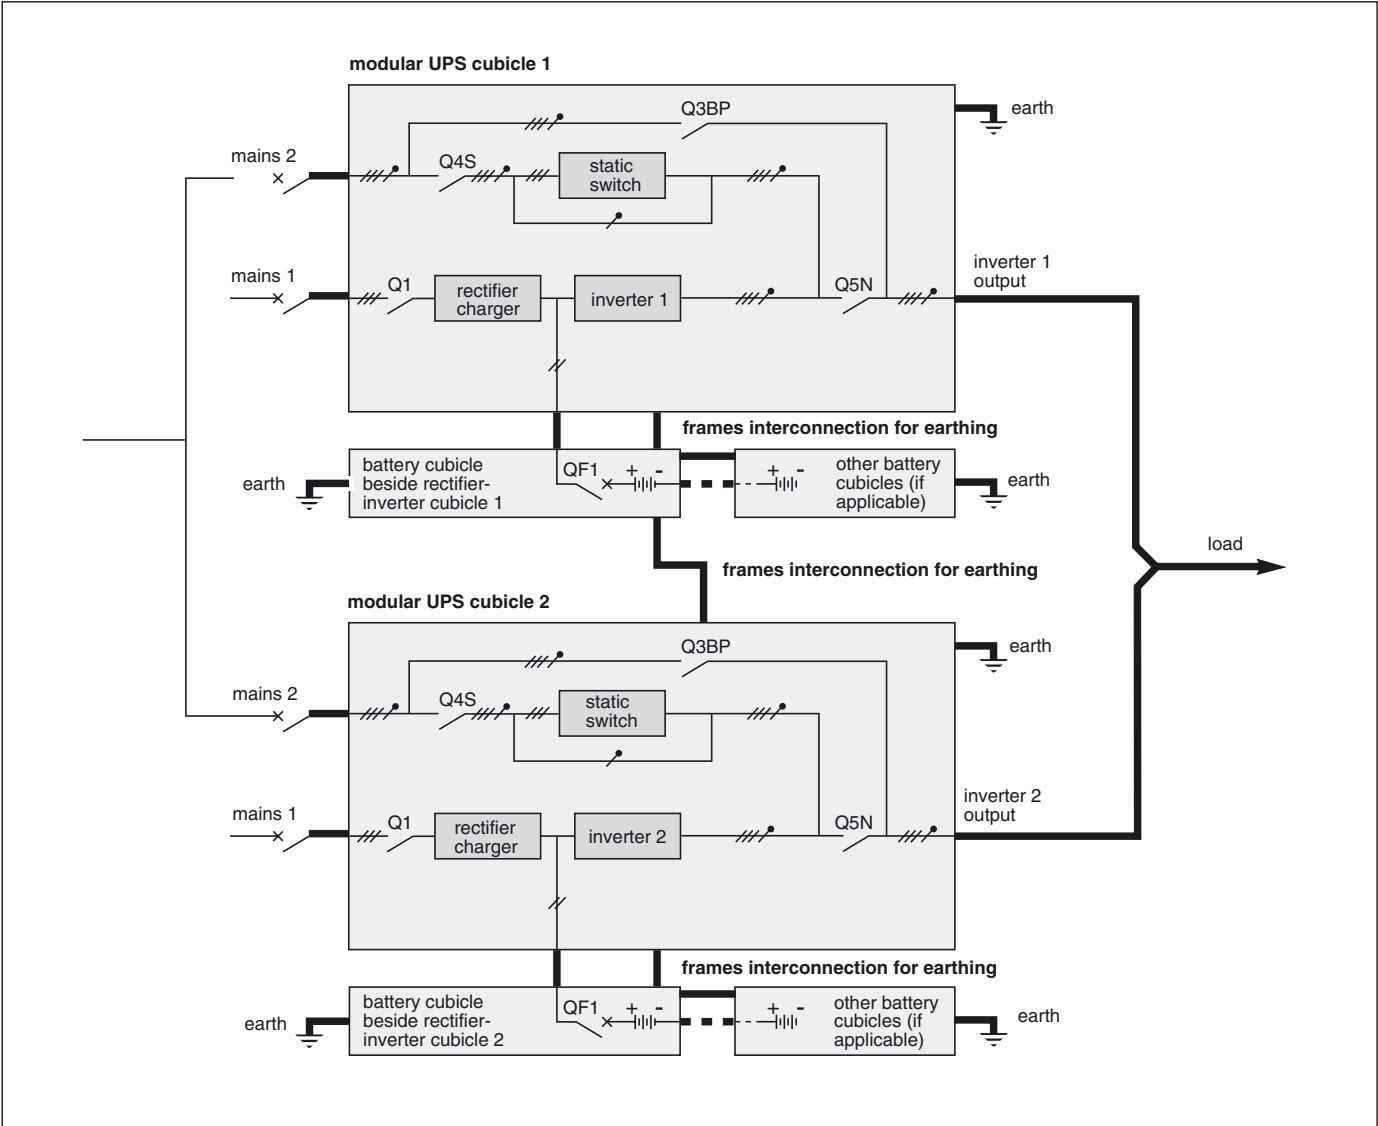 modular UPS cubicle 1
Q3BP
earth
mains 2
Q4S
static
switch
mains 1
Q1
rectifier
charger
inverter 1
Q5N
inverter 1
output
frames interconnection for earthing
earth
battery cubicle
beside rectifier-
inverter cubicle 1
QF1
+ -
+ -
other battery
cubicles (if
applicable)
earth
load
frames interconnection for earthing
modular UPS cubicle 2
Q3BP
earth
mains 2
Q4S
static
switch
mains 1
Q1
rectifier
charger
inverter 2
Q5N
inverter 2
output
frames interconnection for earthing
earth
battery cubicle
beside rectifier-
inverter cubicle 2
QF1
+ -
+ -
other battery
cubicles (if
applicable)
earth